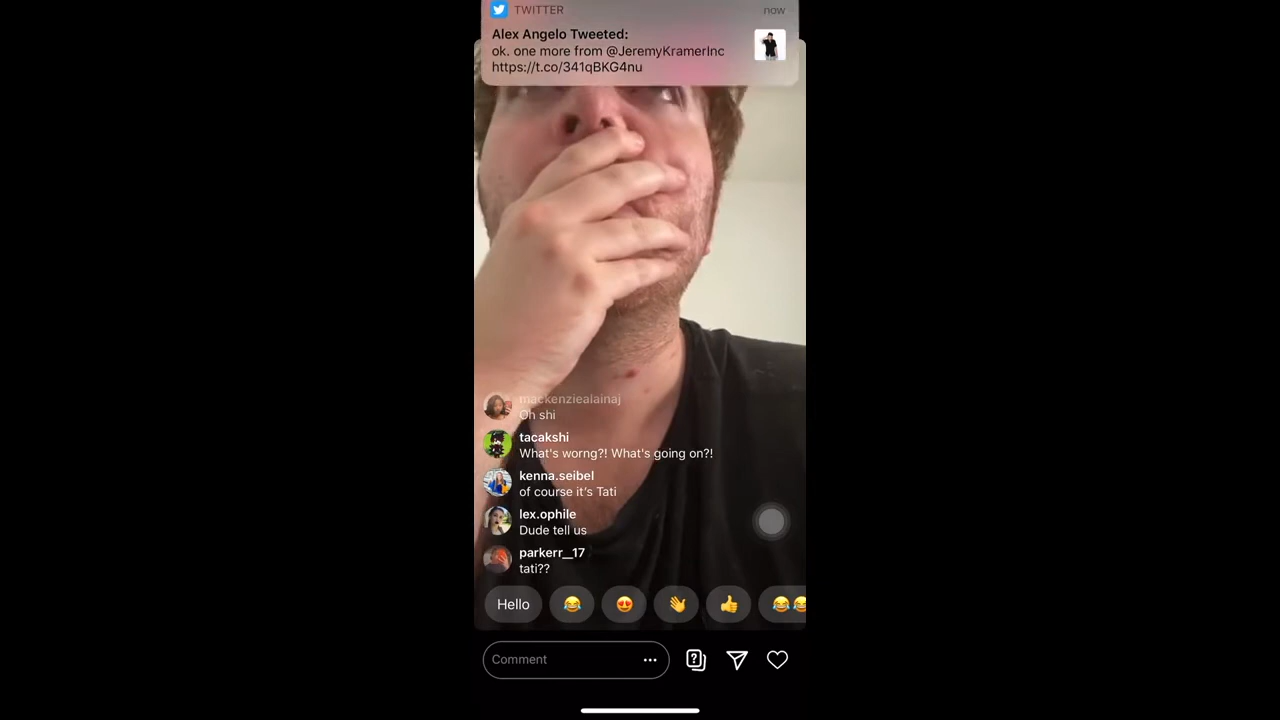 TWITTER
now
Alex Angelo Tweeted:
ok. one more from @JeremyKramerInc
https://t.co/341qBKG4nu
mackenziealainaj
Oh shi
tacakshi
What's worng?! What's going on?!
kenna.seibel
of course it's Tati
lex.ophile
Dude tell us
parkerr__17
tati??
Hello
Comment